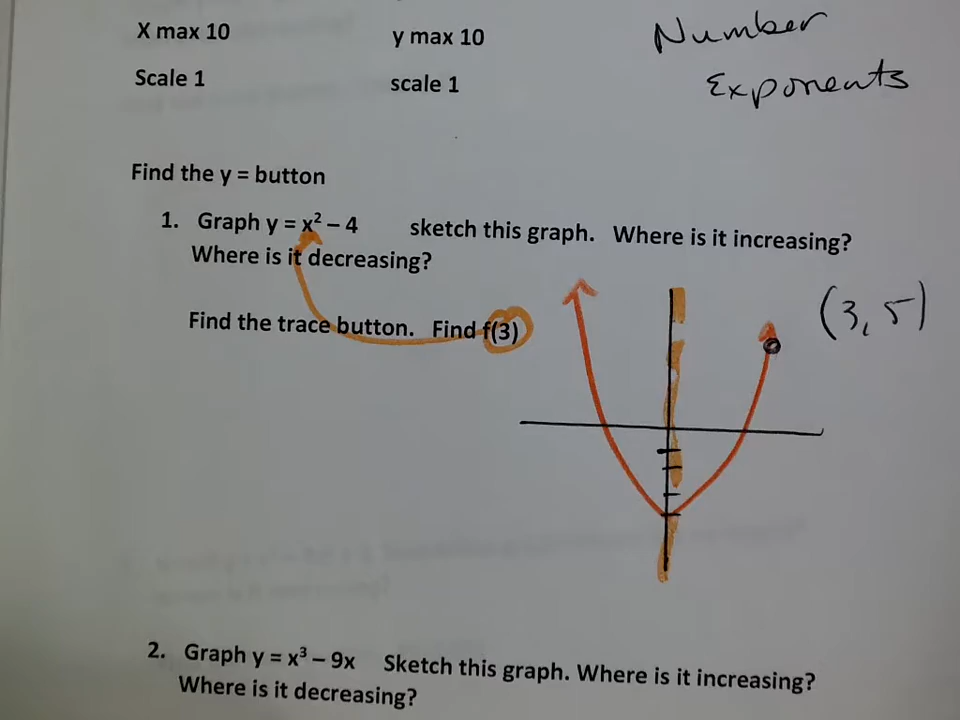 X max 10 y max 10 Number
Scale 1 scale 1 Exponents
Find the y = button
1. Graph y = x² – 4 sketch this graph. Where is it increasing?
Where is it decreasing?
Find the trace button. Find f(3) (3, 5)
2. Graph y = x³ – 9x Sketch this graph. Where is it increasing?
Where is it decreasing?